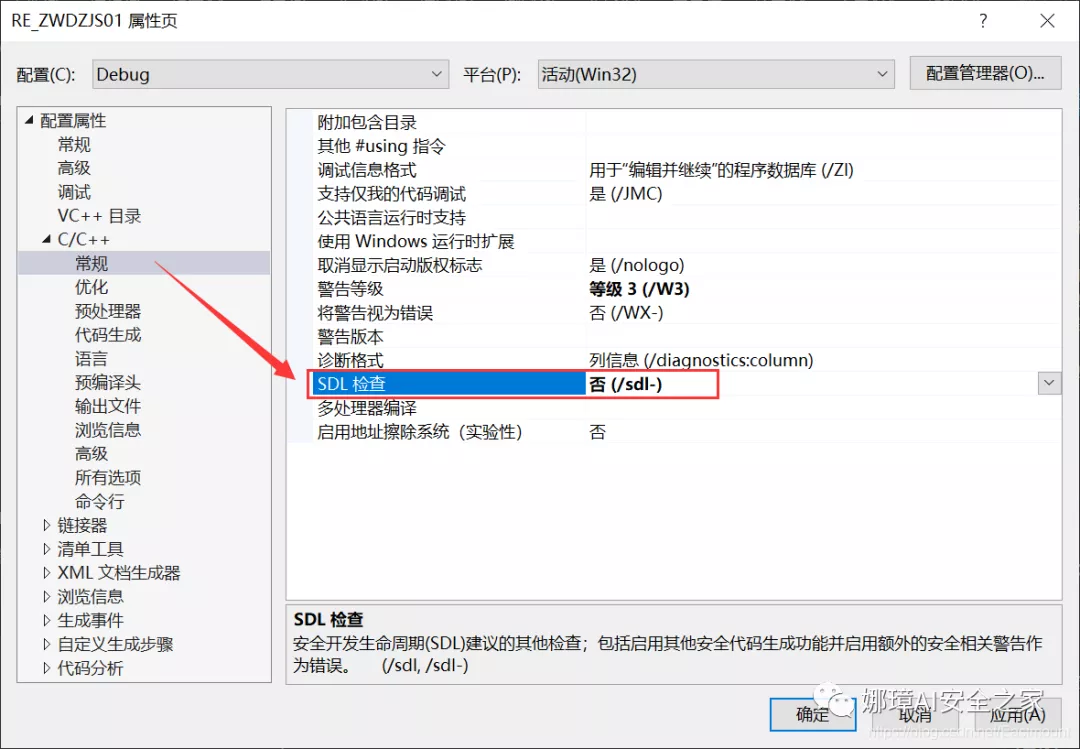 RE_ZWDZJS01 属性页
?
配置(C): Debug 平台(P): 活动(Win32) 配置管理器(O)...
配置属性
常规
高级
调试
VC++ 目录
C/C++
常规
优化
预处理器
代码生成
语言
预编译头
输出文件
浏览信息
高级
所有选项
命令行
链接器
清单工具
XML 文档生成器
浏览信息
生成事件
自定义生成步骤
代码分析
附加包含目录
其他 #using 指令
调试信息格式 用于“编辑并继续”的程序数据库 (/ZI)
支持仅我的代码调试 是 (/JMC)
公共语言运行时支持
使用 Windows 运行时扩展
取消显示启动版权标志 是 (/nologo)
警告等级 等级 3 (/W3)
将警告视为错误 否 (/WX-)
警告版本
诊断格式 列信息 (/diagnostics:column)
SDL 检查 否 (/sdl-)
多处理器编译
启用地址擦除系统（实验性） 否
SDL 检查
安全开发生命周期(SDL)建议的其他检查；包括启用其他安全代码生成功能并启用额外的安全相关警告作
为错误。 (/sdl, /sdl-)
确定 取消 应用(A)
娜璋AI安全之家